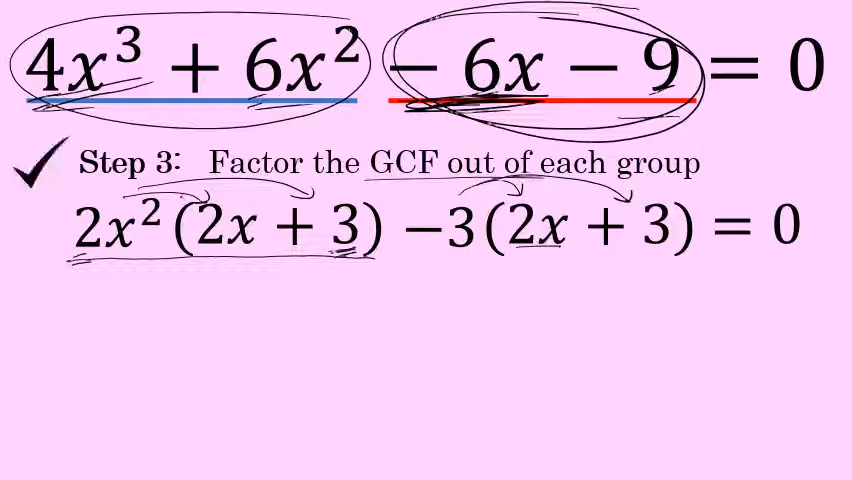 4x³ + 6x² − 6x − 9 = 0
Step 3: Factor the GCF out of each group
2x²(2x + 3) −3(2x + 3) = 0